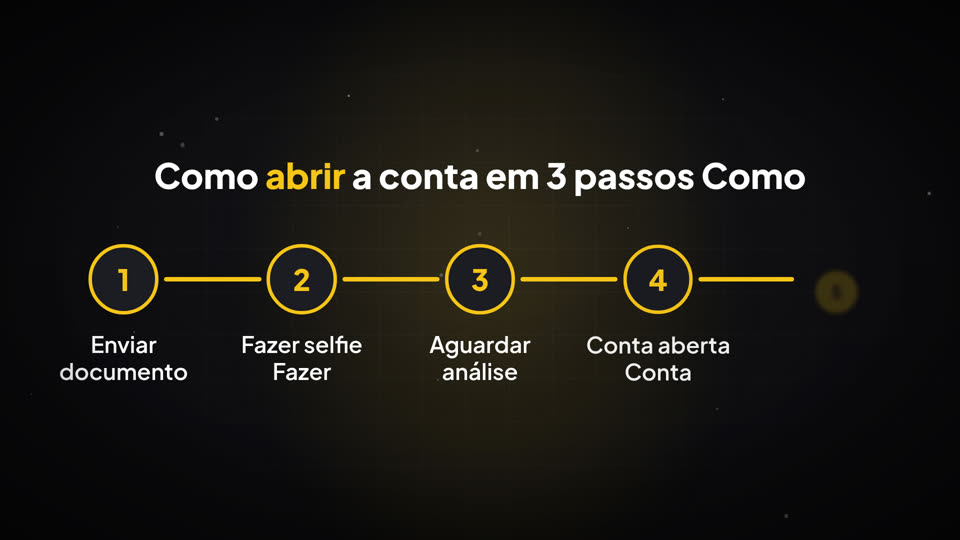 Como abrir a conta em 3 passos Como
1
2
3
4
Enviar
documento
Fazer selfie
Fazer
Aguardar
análise
Conta aberta
Conta